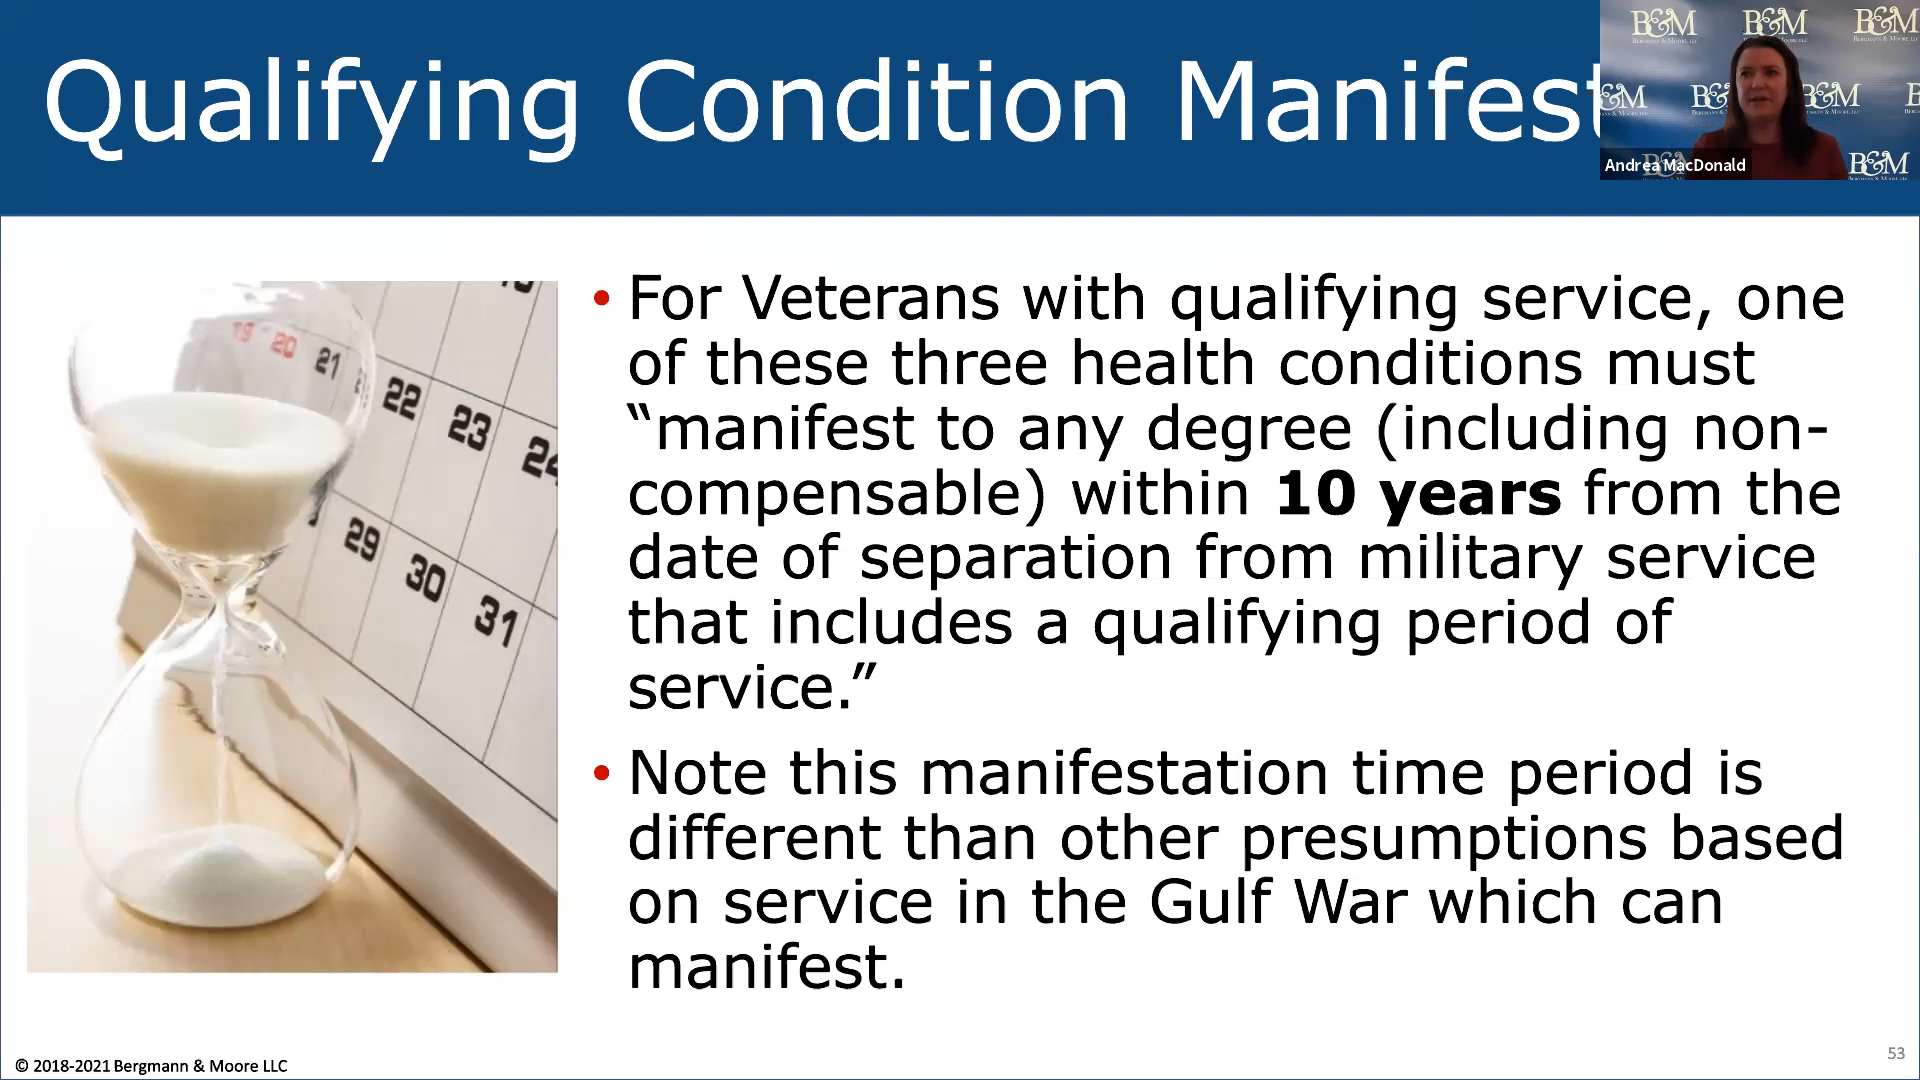 Qualifying Condition Manifest
B&M B&M B&M
BERGMANN & MOORE, LLC
&M B& B&M
B&M
Andrea MacDonald
• For Veterans with qualifying service, one
of these three health conditions must
“manifest to any degree (including non-
compensable) within 10 years from the
date of separation from military service
that includes a qualifying period of
service.”
• Note this manifestation time period is
different than other presumptions based
on service in the Gulf War which can
manifest.
19 20 21
22 23 24
29 30 31
© 2018-2021 Bergmann & Moore LLC
53